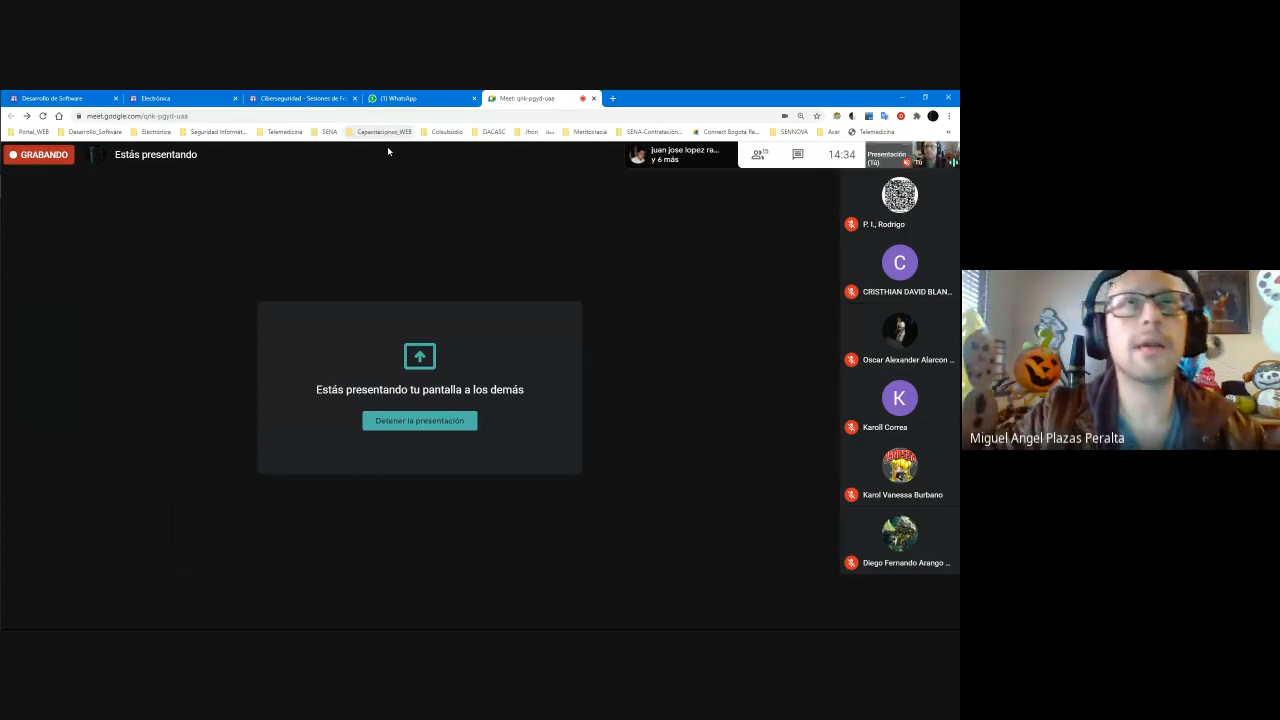 Desarrollo de Software
Electrónica
Ciberseguridad - Sesiones de Fo
(1) WhatsApp
Meet: qnk-pgyd-uaa
meet.google.com/qnk-pgyd-uaa
Portal_WEB
Desarrollo_Software
Electrónica
Seguridad Informát...
Telemedicina
SENA
Capacitaciones_WEB
Colsubsidio
DACASC
Jhon
Meritocracia
SENA-Contratación...
Connect Bogotá Re...
SENNOVA
Acer
Telemedicina
GRABANDO
Estás presentando
juan jose lopez ra...
y 6 más
15
14:34
Presentación
(Tú)
Tú
P. I., Rodrigo
C
CRISTHIAN DAVID BLAN...
Oscar Alexander Alarcon ...
Estás presentando tu pantalla a los demás
Detener la presentación
K
Karoll Correa
Karol Vanessa Burbano
Diego Fernando Arango ...
Miguel Angel Plazas Peralta